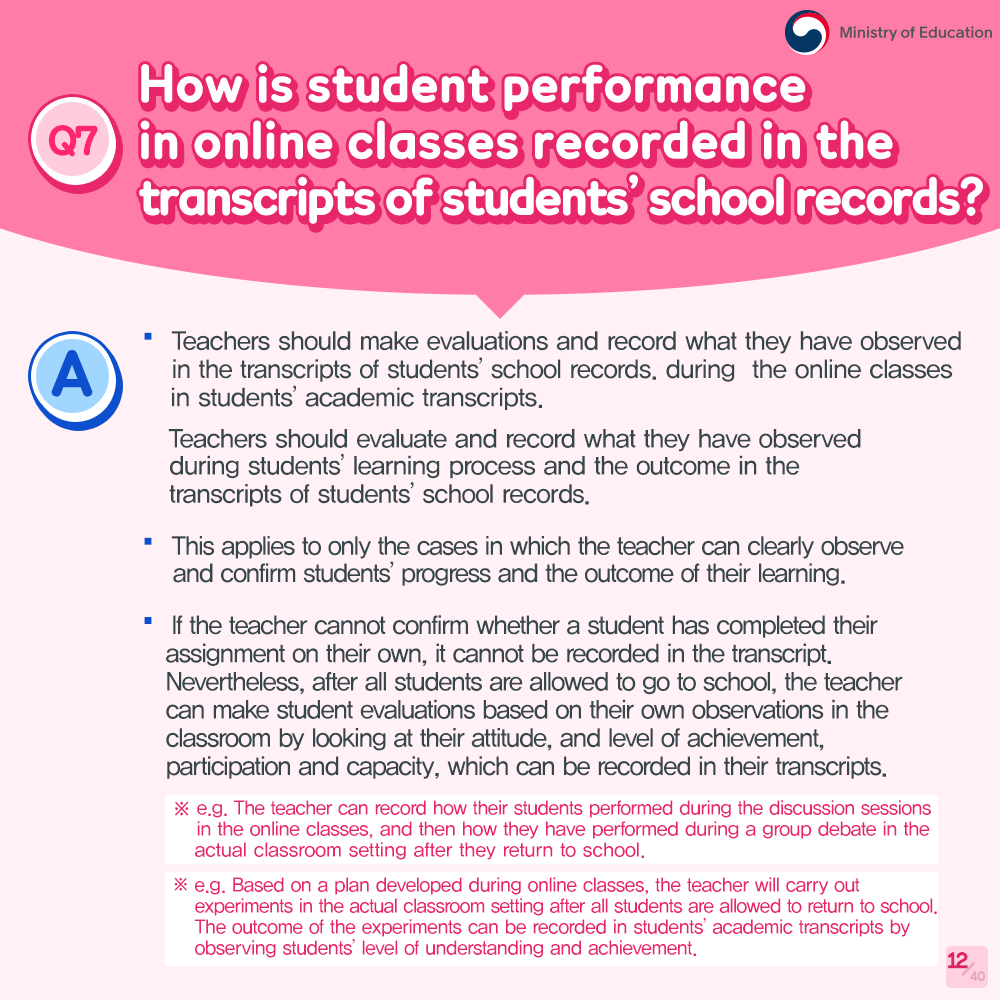 Ministry of Education
Q7
How is student performance
in online classes recorded in the
transcripts of students' school records?
A
▪ Teachers should make evaluations and record what they have observed
in the transcripts of students' school records. during the online classes
in students' academic transcripts.
Teachers should evaluate and record what they have observed
during students' learning process and the outcome in the
transcripts of students' school records.
▪ This applies to only the cases in which the teacher can clearly observe
and confirm students' progress and the outcome of their learning.
▪ If the teacher cannot confirm whether a student has completed their
assignment on their own, it cannot be recorded in the transcript.
Nevertheless, after all students are allowed to go to school, the teacher
can make student evaluations based on their own observations in the
classroom by looking at their attitude, and level of achievement,
participation and capacity, which can be recorded in their transcripts.
※ e.g. The teacher can record how their students performed during the discussion sessions
in the online classes, and then how they have performed during a group debate in the
actual classroom setting after they return to school.
※ e.g. Based on a plan developed during online classes, the teacher will carry out
experiments in the actual classroom setting after all students are allowed to return to school.
The outcome of the experiments can be recorded in students' academic transcripts by
observing students' level of understanding and achievement.
12/40